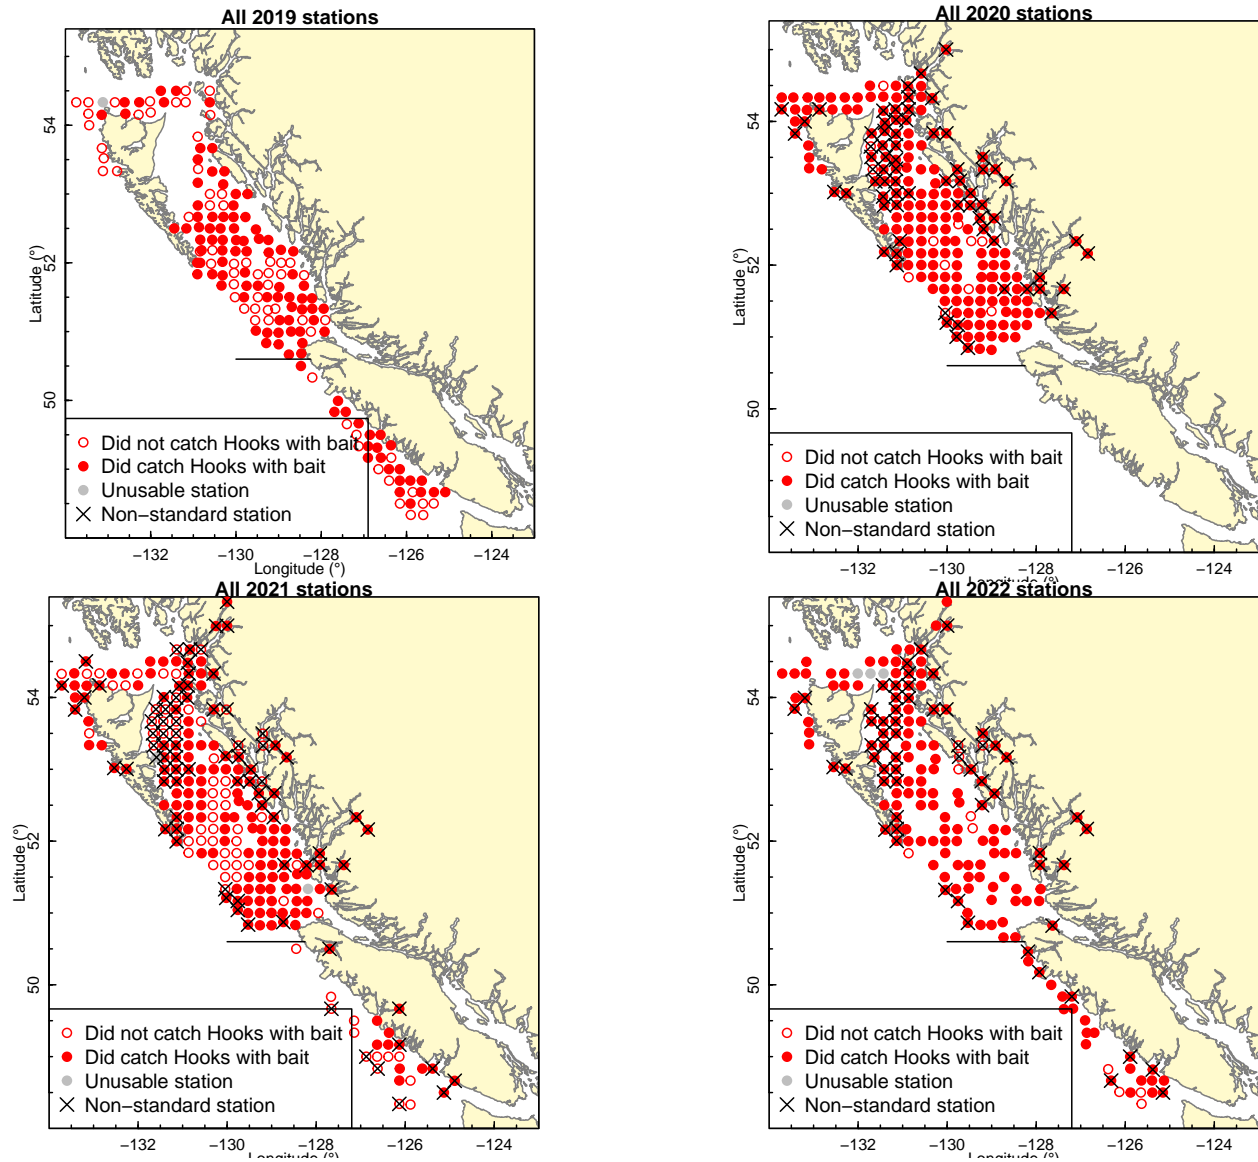 All 2019 stations
54
52
50
Latitude (°)
Did not catch Hooks with bait
Did catch Hooks with bait
Unusable station
Non−standard station
−132 −130 −128 −126 −124
Longitude (°)
All 2020 stations
54
52
50
Latitude (°)
Did not catch Hooks with bait
Did catch Hooks with bait
Unusable station
Non−standard station
−132 −130 −128 −126 −124
Longitude (°)
All 2021 stations
54
52
50
Latitude (°)
Did not catch Hooks with bait
Did catch Hooks with bait
Unusable station
Non−standard station
−132 −130 −128 −126 −124
Longitude (°)
All 2022 stations
54
52
50
Latitude (°)
Did not catch Hooks with bait
Did catch Hooks with bait
Unusable station
Non−standard station
−132 −130 −128 −126 −124
Longitude (°)